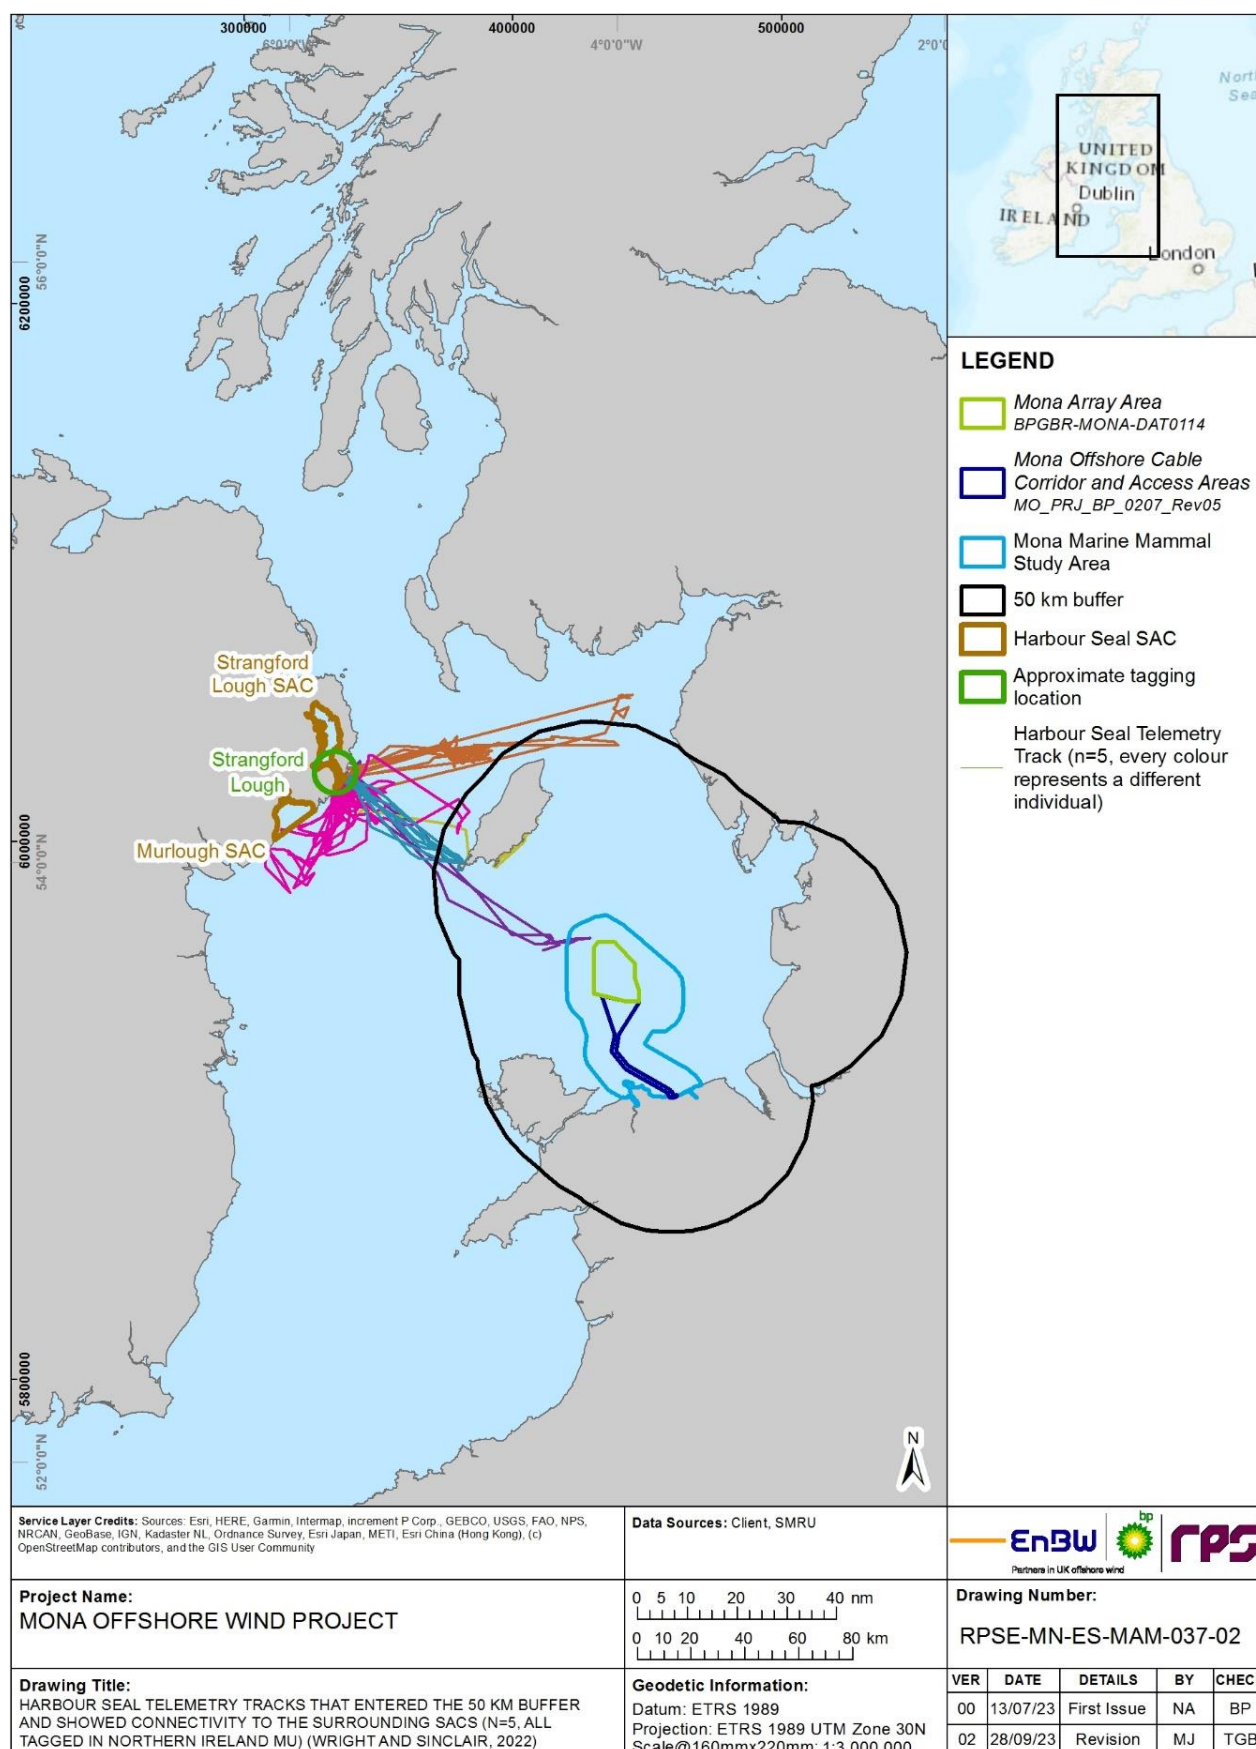 300000
400000
500000
6°0'0"W
4°0'0"W
2°0'0
56°0'0"N
6200000
6000000
54°0'0"N
5800000
52°0'0"N
Strangford
Lough SAC
Strangford
Lough
Murlough SAC
N
North
Sea
UNITED
KINGDOM
Dublin
IRELAND
London
LEGEND
Mona Array Area
BPGBR-MONA-DAT0114
Mona Offshore Cable
Corridor and Access Areas
MO_PRJ_BP_0207_Rev05
Mona Marine Mammal
Study Area
50 km buffer
Harbour Seal SAC
Approximate tagging
location
Harbour Seal Telemetry
Track (n=5, every colour
represents a different
individual)
Service Layer Credits: Sources: Esri, HERE, Garmin, Intermap, increment P Corp., GEBCO, USGS, FAO, NPS,
NRCAN, GeoBase, IGN, Kadaster NL, Ordnance Survey, Esri Japan, METI, Esri China (Hong Kong), (c)
OpenStreetMap contributors, and the GIS User Community
Data Sources: Client, SMRU
EnBW
bp
rps
Partners in UK offshore wind
Project Name:
MONA OFFSHORE WIND PROJECT
0 5 10 20 30 40 nm
0 10 20 40 60 80 km
Drawing Number:
RPSE-MN-ES-MAM-037-02
Drawing Title:
HARBOUR SEAL TELEMETRY TRACKS THAT ENTERED THE 50 KM BUFFER
AND SHOWED CONNECTIVITY TO THE SURROUNDING SACS (N=5, ALL
TAGGED IN NORTHERN IRELAND MU) (WRIGHT AND SINCLAIR, 2022)
Geodetic Information:
Datum: ETRS 1989
Projection: ETRS 1989 UTM Zone 30N
Scale@160mmx220mm: 1:3,000,000
VER DATE DETAILS BY CHEC
00 13/07/23 First Issue NA BP
02 28/09/23 Revision MJ TGB